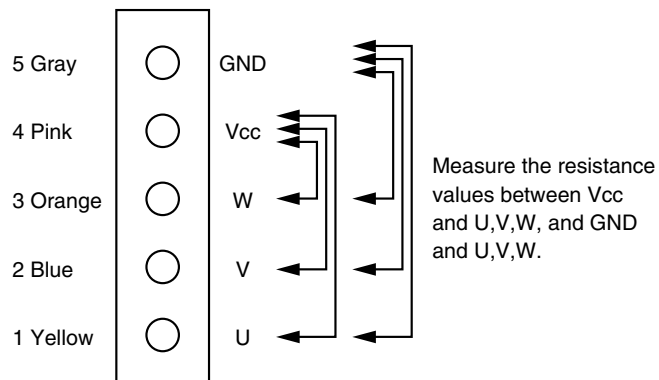 5 Gray GND
4 Pink Vcc
3 Orange W
2 Blue V
1 Yellow U
Measure the resistance
values between Vcc
and U,V,W, and GND
and U,V,W.